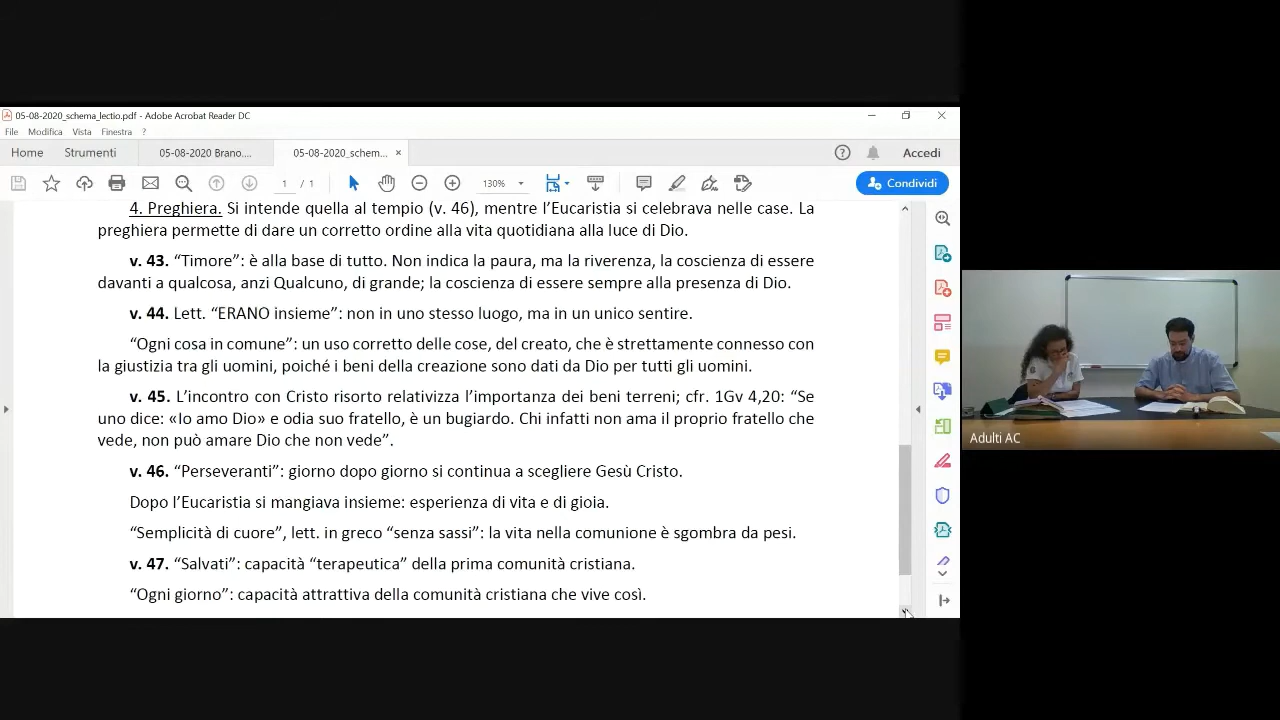 05-08-2020_schema_lectio.pdf - Adobe Acrobat Reader DC
File Modifica Vista Finestra ?
Home Strumenti 05-08-2020 Brano.... 05-08-2020_schem... × Accedi
1 / 1 130% Condividi
4. Preghiera. Si intende quella al tempio (v. 46), mentre l’Eucaristia si celebrava nelle case. La
preghiera permette di dare un corretto ordine alla vita quotidiana alla luce di Dio.
v. 43. “Timore”: è alla base di tutto. Non indica la paura, ma la riverenza, la coscienza di essere
davanti a qualcosa, anzi Qualcuno, di grande; la coscienza di essere sempre alla presenza di Dio.
v. 44. Lett. “ERANO insieme”: non in uno stesso luogo, ma in un unico sentire.
“Ogni cosa in comune”: un uso corretto delle cose, del creato, che è strettamente connesso con
la giustizia tra gli uomini, poiché i beni della creazione sono dati da Dio per tutti gli uomini.
v. 45. L’incontro con Cristo risorto relativizza l’importanza dei beni terreni; cfr. 1Gv 4,20: “Se
uno dice: «Io amo Dio» e odia suo fratello, è un bugiardo. Chi infatti non ama il proprio fratello che
vede, non può amare Dio che non vede”.
v. 46. “Perseveranti”: giorno dopo giorno si continua a scegliere Gesù Cristo.
Dopo l’Eucaristia si mangiava insieme: esperienza di vita e di gioia.
“Semplicità di cuore”, lett. in greco “senza sassi”: la vita nella comunione è sgombra da pesi.
v. 47. “Salvati”: capacità “terapeutica” della prima comunità cristiana.
“Ogni giorno”: capacità attrattiva della comunità cristiana che vive così.
Adulti AC